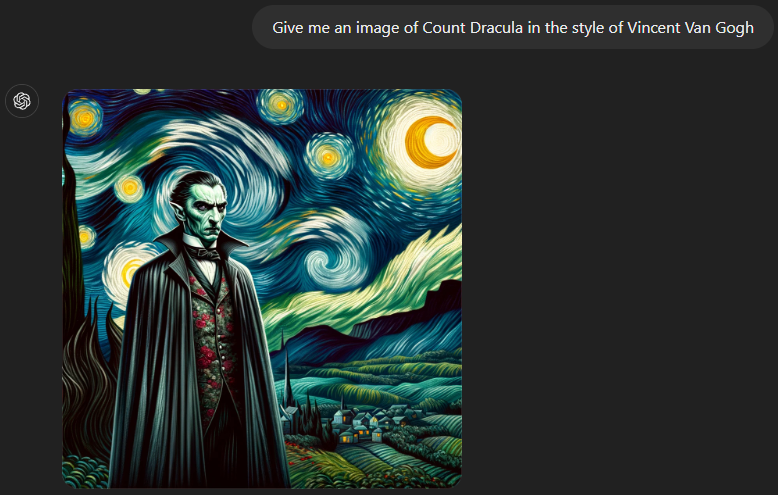 Give me an image of Count Dracula in the style of Vincent Van Gogh